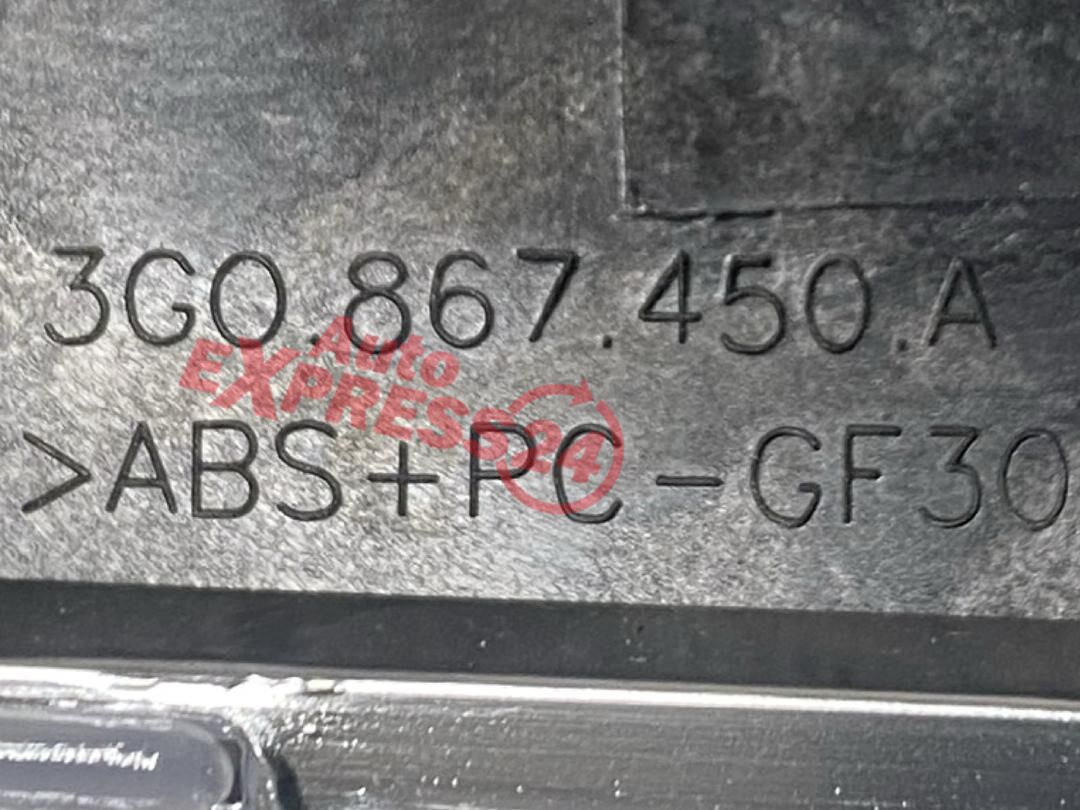 3G0.867.450.A
Auto
EXPRESS24
>ABS+PC-GF30